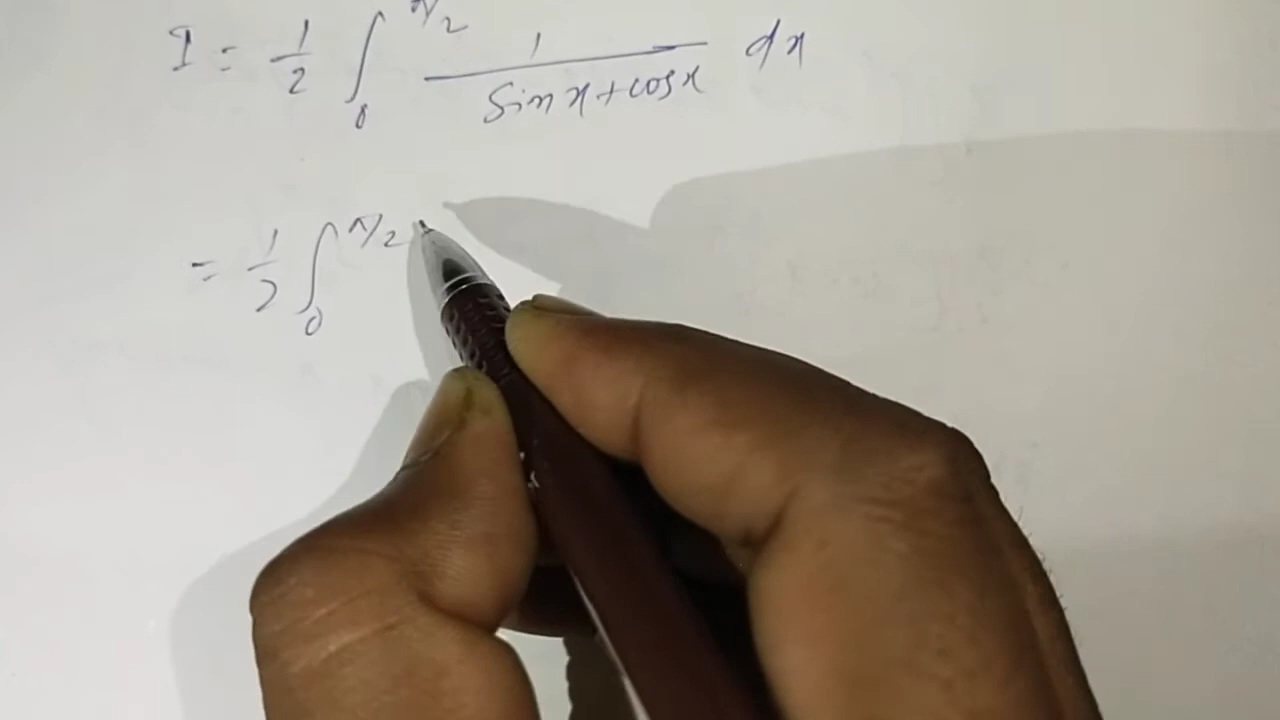 I = 1/2 ∫₀^π/2 1/(sin x + cos x) dx
= 1/2 ∫₀^π/2